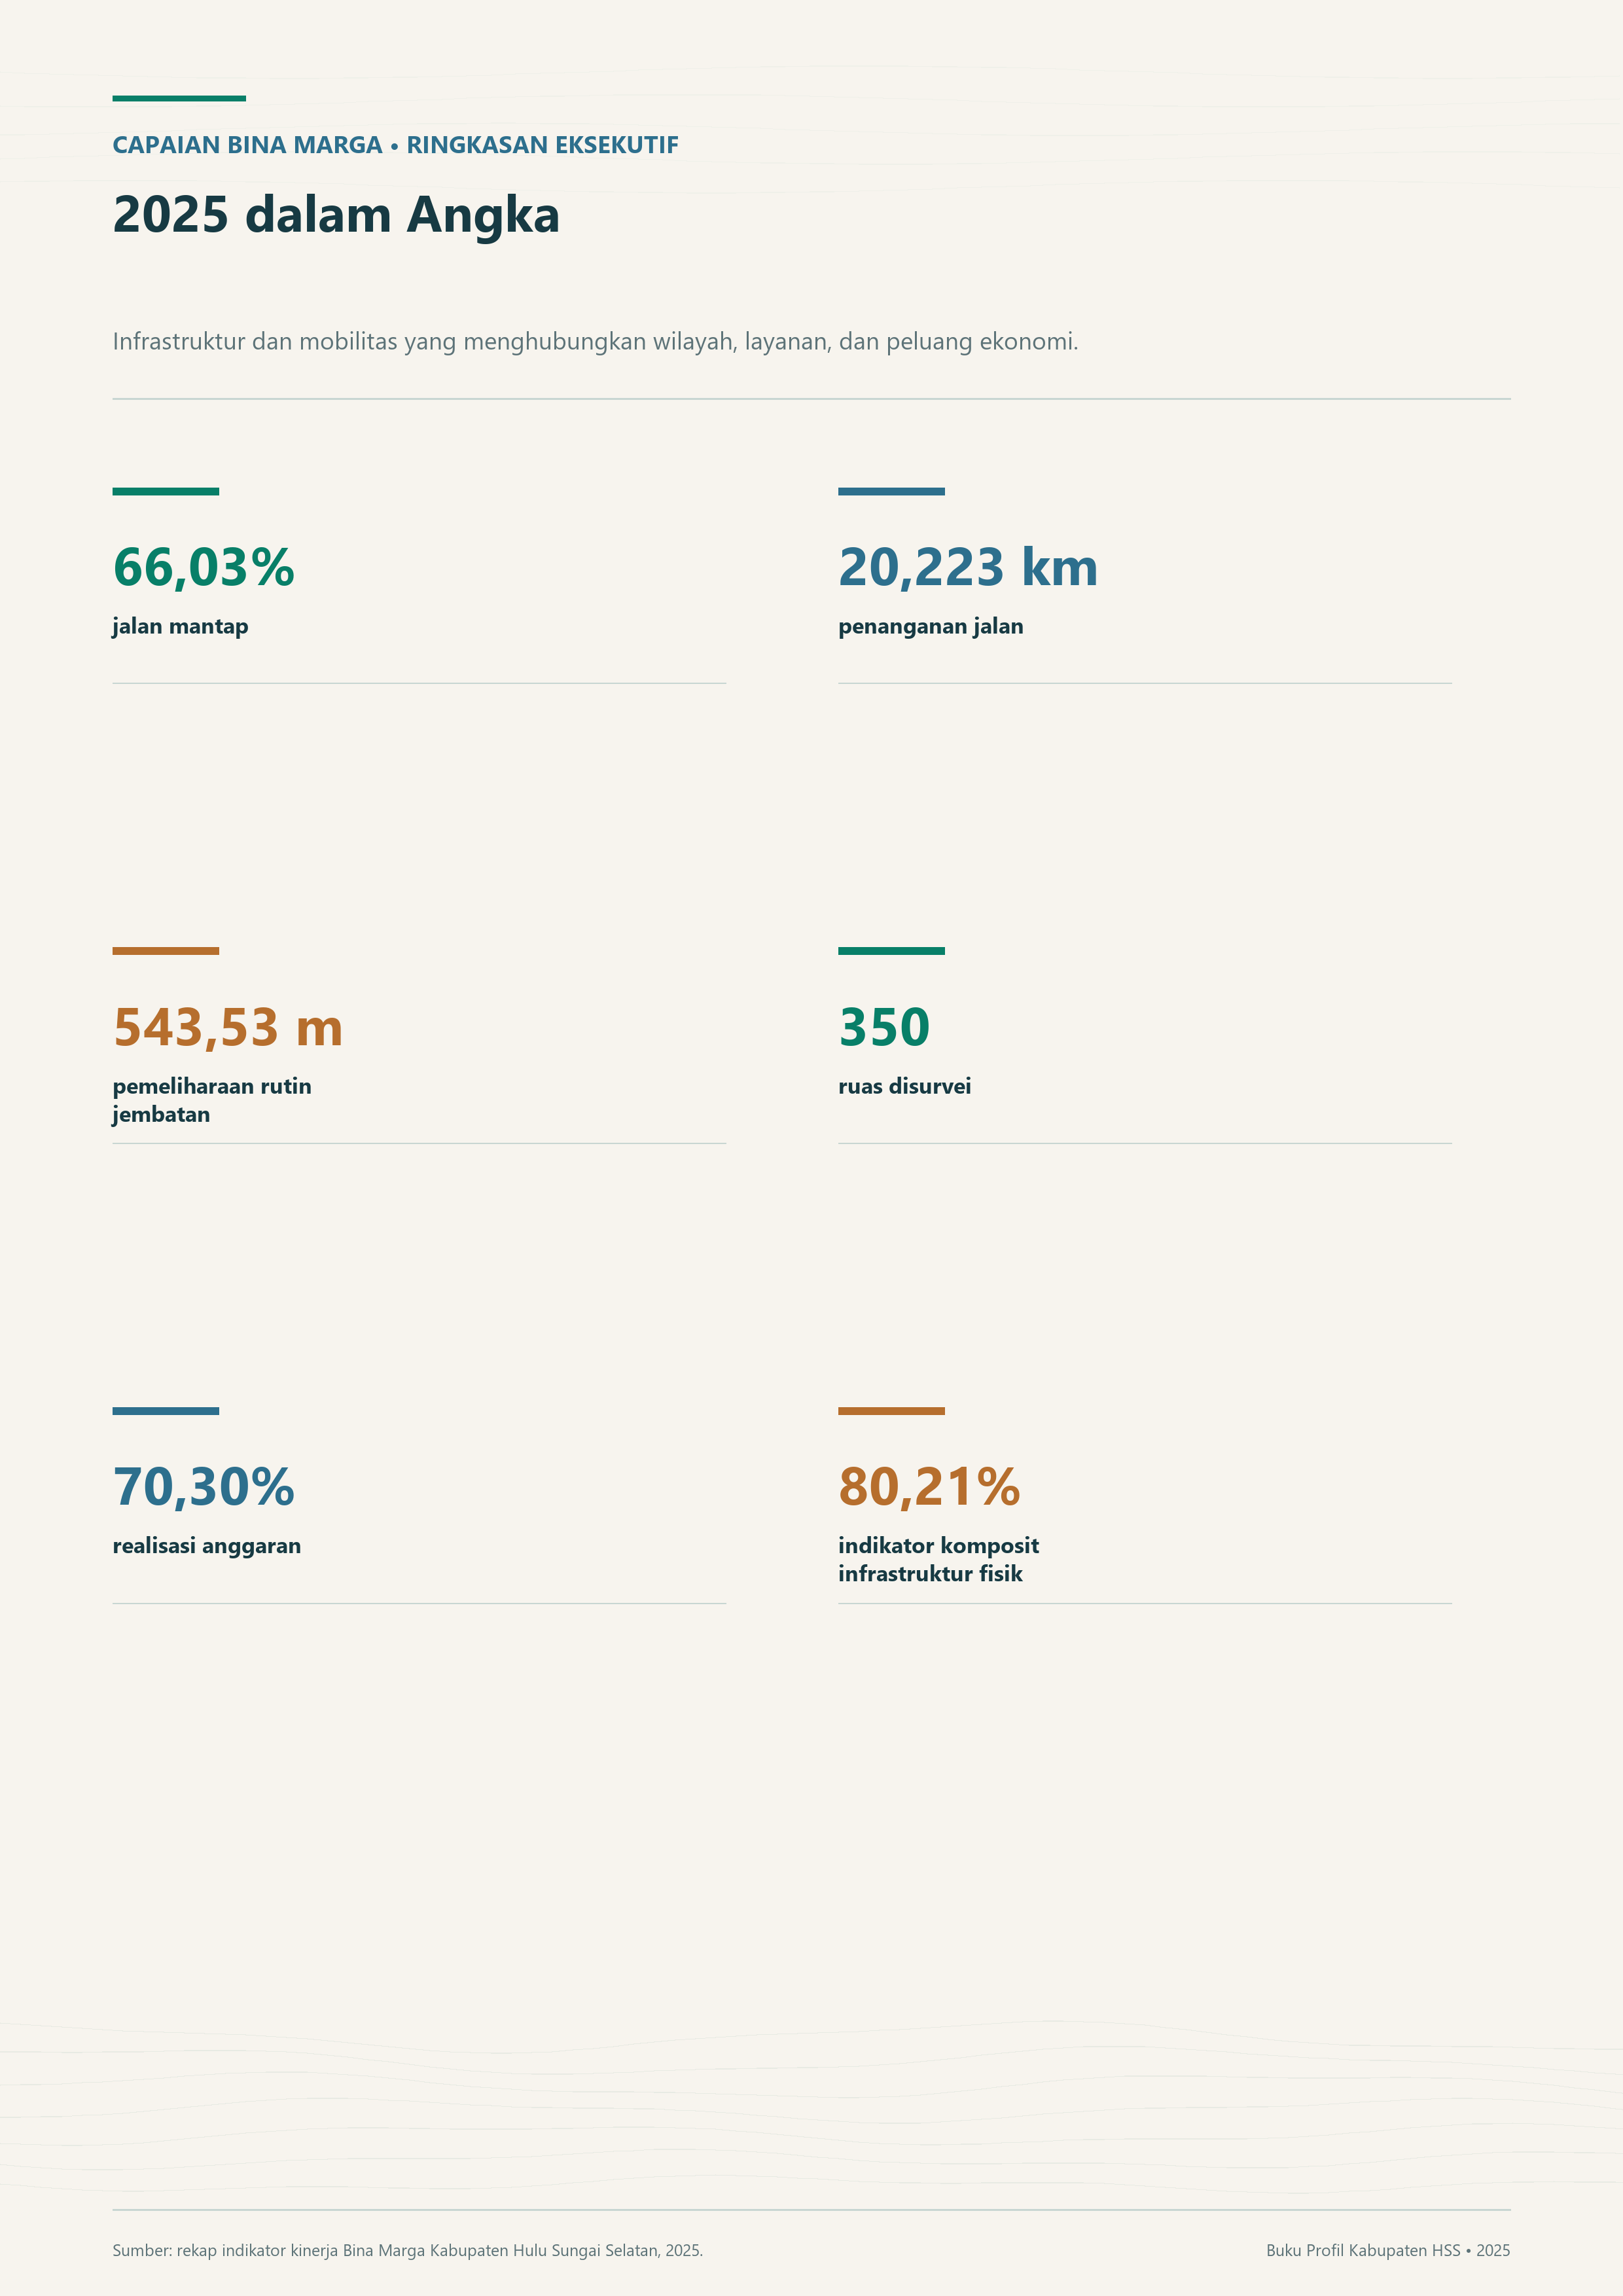 CAPAIAN BINA MARGA • RINGKASAN EKSEKUTIF
2025 dalam Angka
Infrastruktur dan mobilitas yang menghubungkan wilayah, layanan, dan peluang ekonomi.
66,03%
jalan mantap
20,223 km
penanganan jalan
543,53 m
pemeliharaan rutin
jembatan
350
ruas disurvei
70,30%
realisasi anggaran
80,21%
indikator komposit
infrastruktur fisik
Sumber: rekap indikator kinerja Bina Marga Kabupaten Hulu Sungai Selatan, 2025.
Buku Profil Kabupaten HSS • 2025